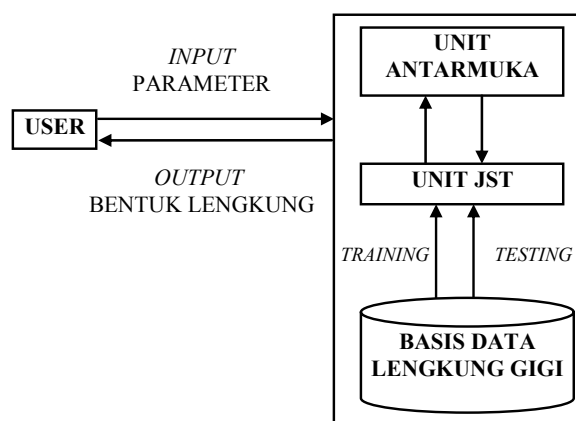 INPUT
PARAMETER
USER
OUTPUT
BENTUK LENGKUNG
UNIT
ANTARMUKA
UNIT JST
TRAINING
TESTING
BASIS DATA
LENGKUNG GIGI